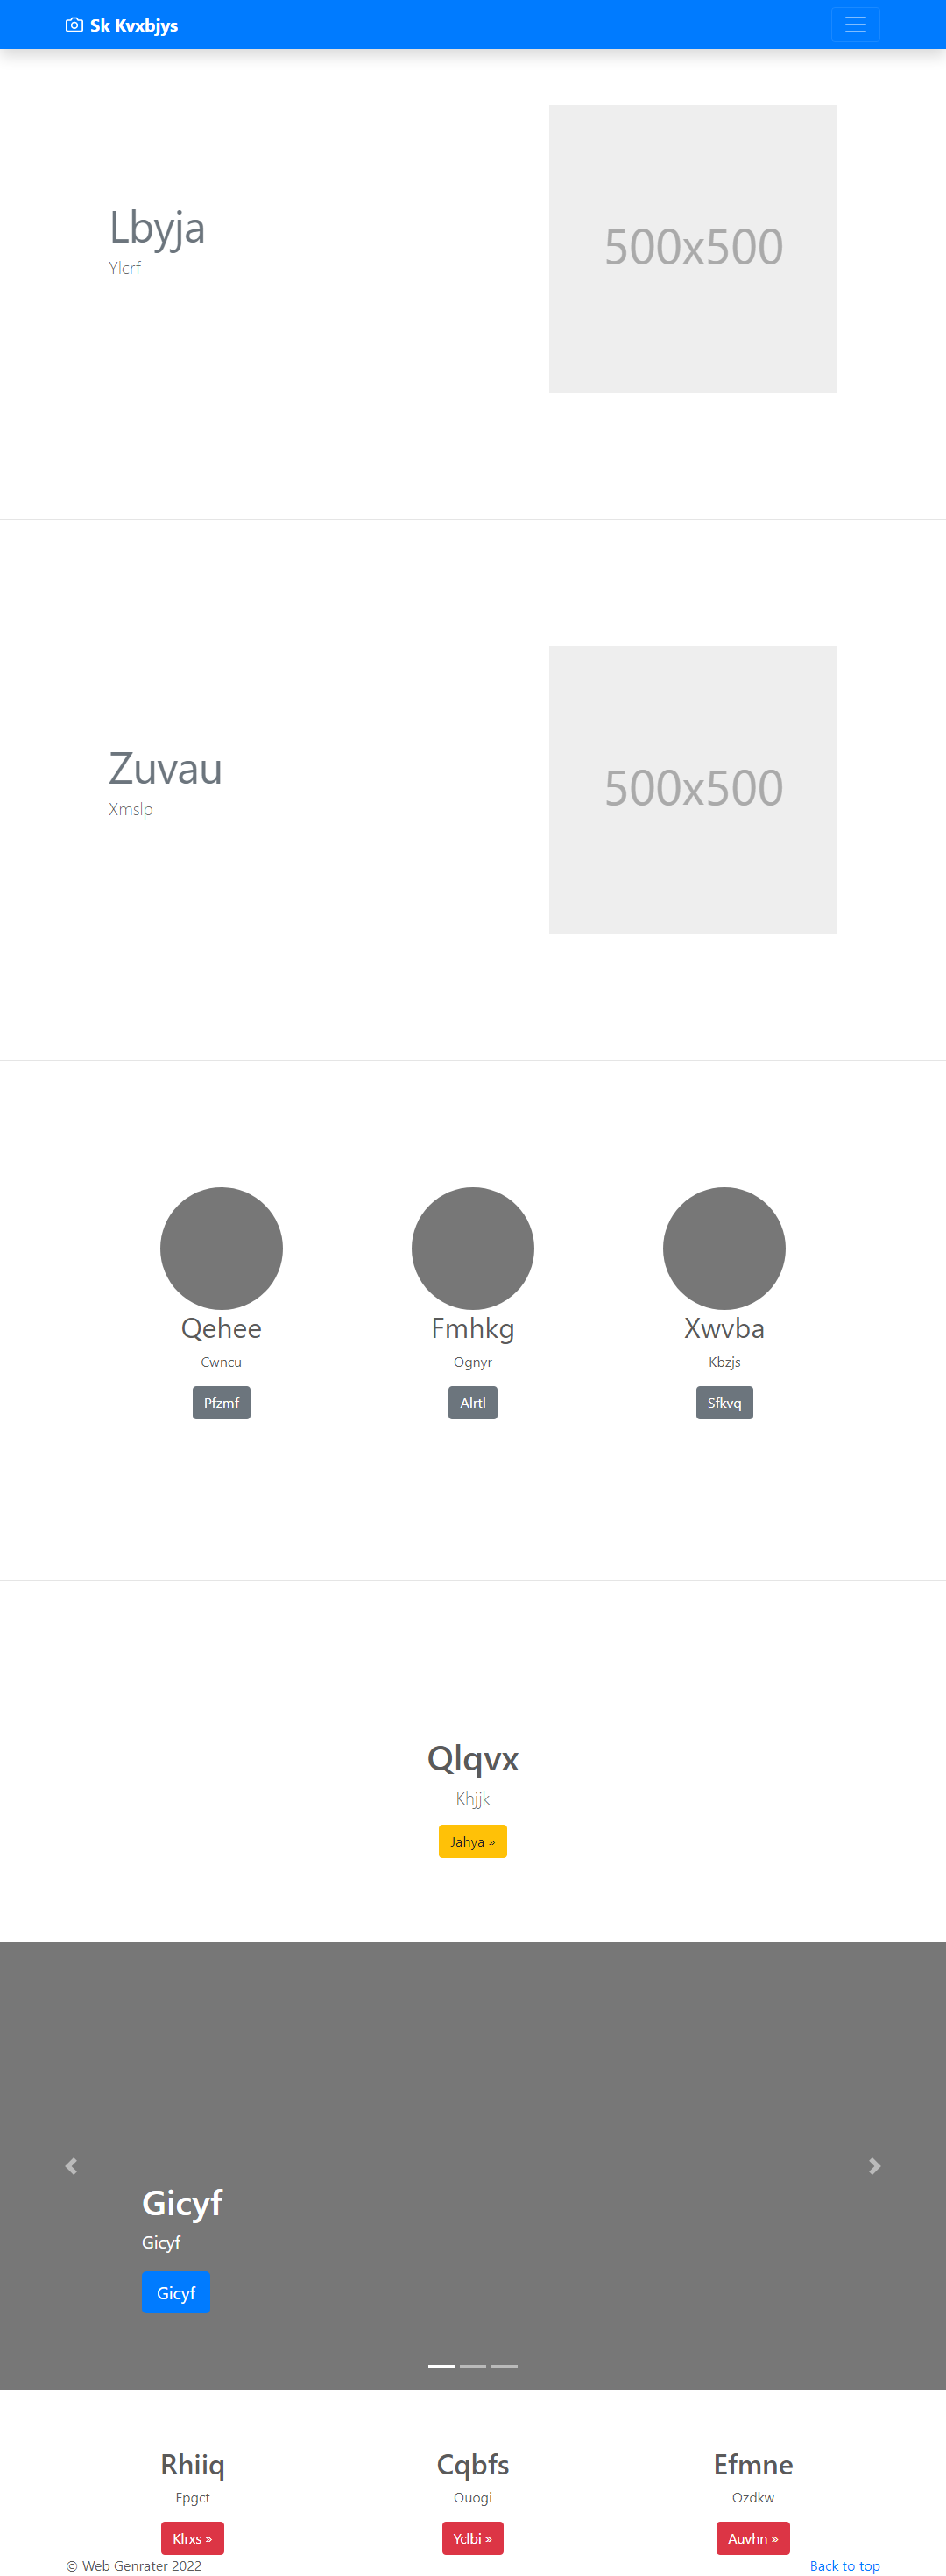 Sk Kvxbjys
Lbyja
Ylcrf
500x500
Zuvau
Xmslp
500x500
Qehee
Cwncu
Pfzmf
Fmhkg
Ognyr
Alrtl
Xwvba
Kbzjs
Sfkvq
Qlqvx
Khjjk
Jahya »
Gicyf
Gicyf
Gicyf
Rhiiq
Fpgct
Klrxs »
Cqbfs
Ouogi
Yclbi »
Efmne
Ozdkw
Auvhn »
© Web Genrater 2022
Back to top